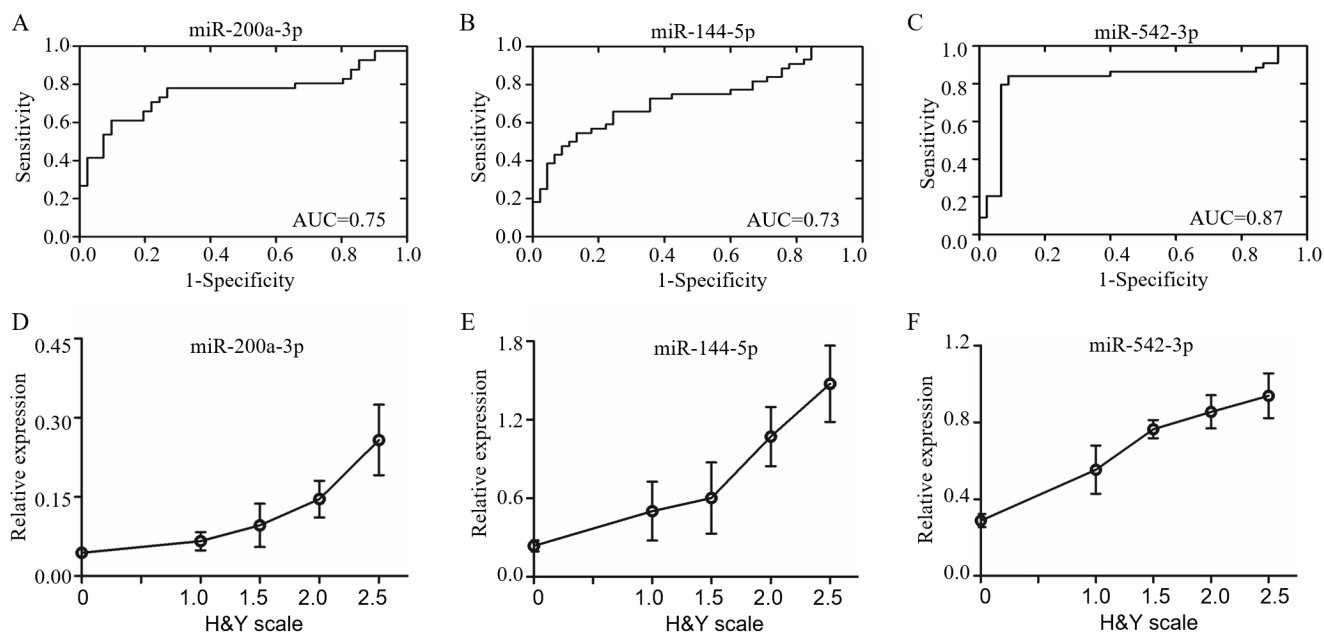 A
miR-200a-3p
1.0
0.8
0.6
0.4
0.2
0.0
Sensitivity
AUC=0.75
0.0 0.2 0.4 0.6 0.8 1.0
1-Specificity
B
miR-144-5p
1.0
0.8
0.6
0.4
0.2
0.0
Sensitivity
AUC=0.73
0.0 0.2 0.4 0.6 0.8 1.0
1-Specificity
C
miR-542-3p
1.0
0.8
0.6
0.4
0.2
0.0
Sensitivity
AUC=0.87
0.0 0.2 0.4 0.6 0.8 1.0
1-Specificity
D
miR-200a-3p
0.45
0.30
0.15
0.00
Relative expression
0 1.0 1.5 2.0 2.5
H&Y scale
E
miR-144-5p
1.8
1.2
0.6
0.0
Relative expression
0 1.0 1.5 2.0 2.5
H&Y scale
F
miR-542-3p
1.2
0.8
0.4
0.0
Relative expression
0 1.0 1.5 2.0 2.5
H&Y scale